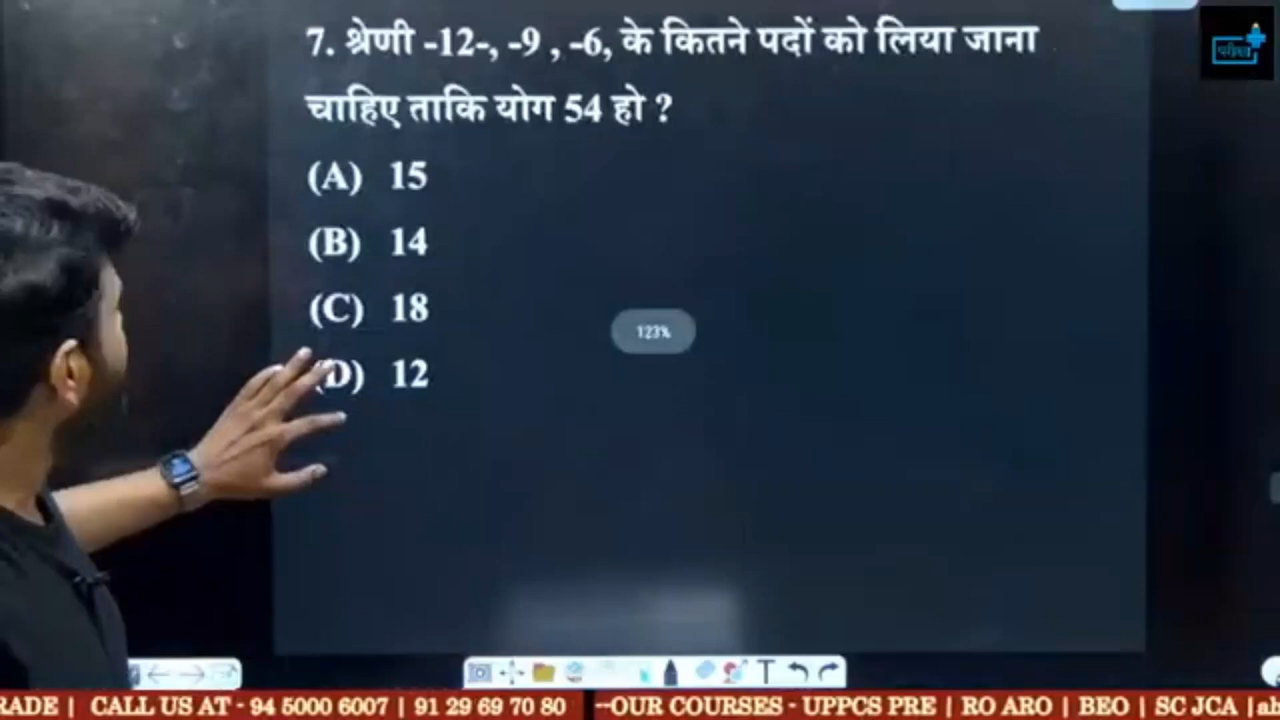 7. श्रेणी -12-, -9 , -6, के कितने पदों को लिया जाना
चाहिए ताकि योग 54 हो ?
(A) 15
(B) 14
(C) 18
(D) 12
123%
परीक्षा
T
RADE | CALL US AT - 94 5000 6007 | 91 29 69 70 80 --OUR COURSES - UPPCS PRE | RO ARO | BEO | SC JCA |